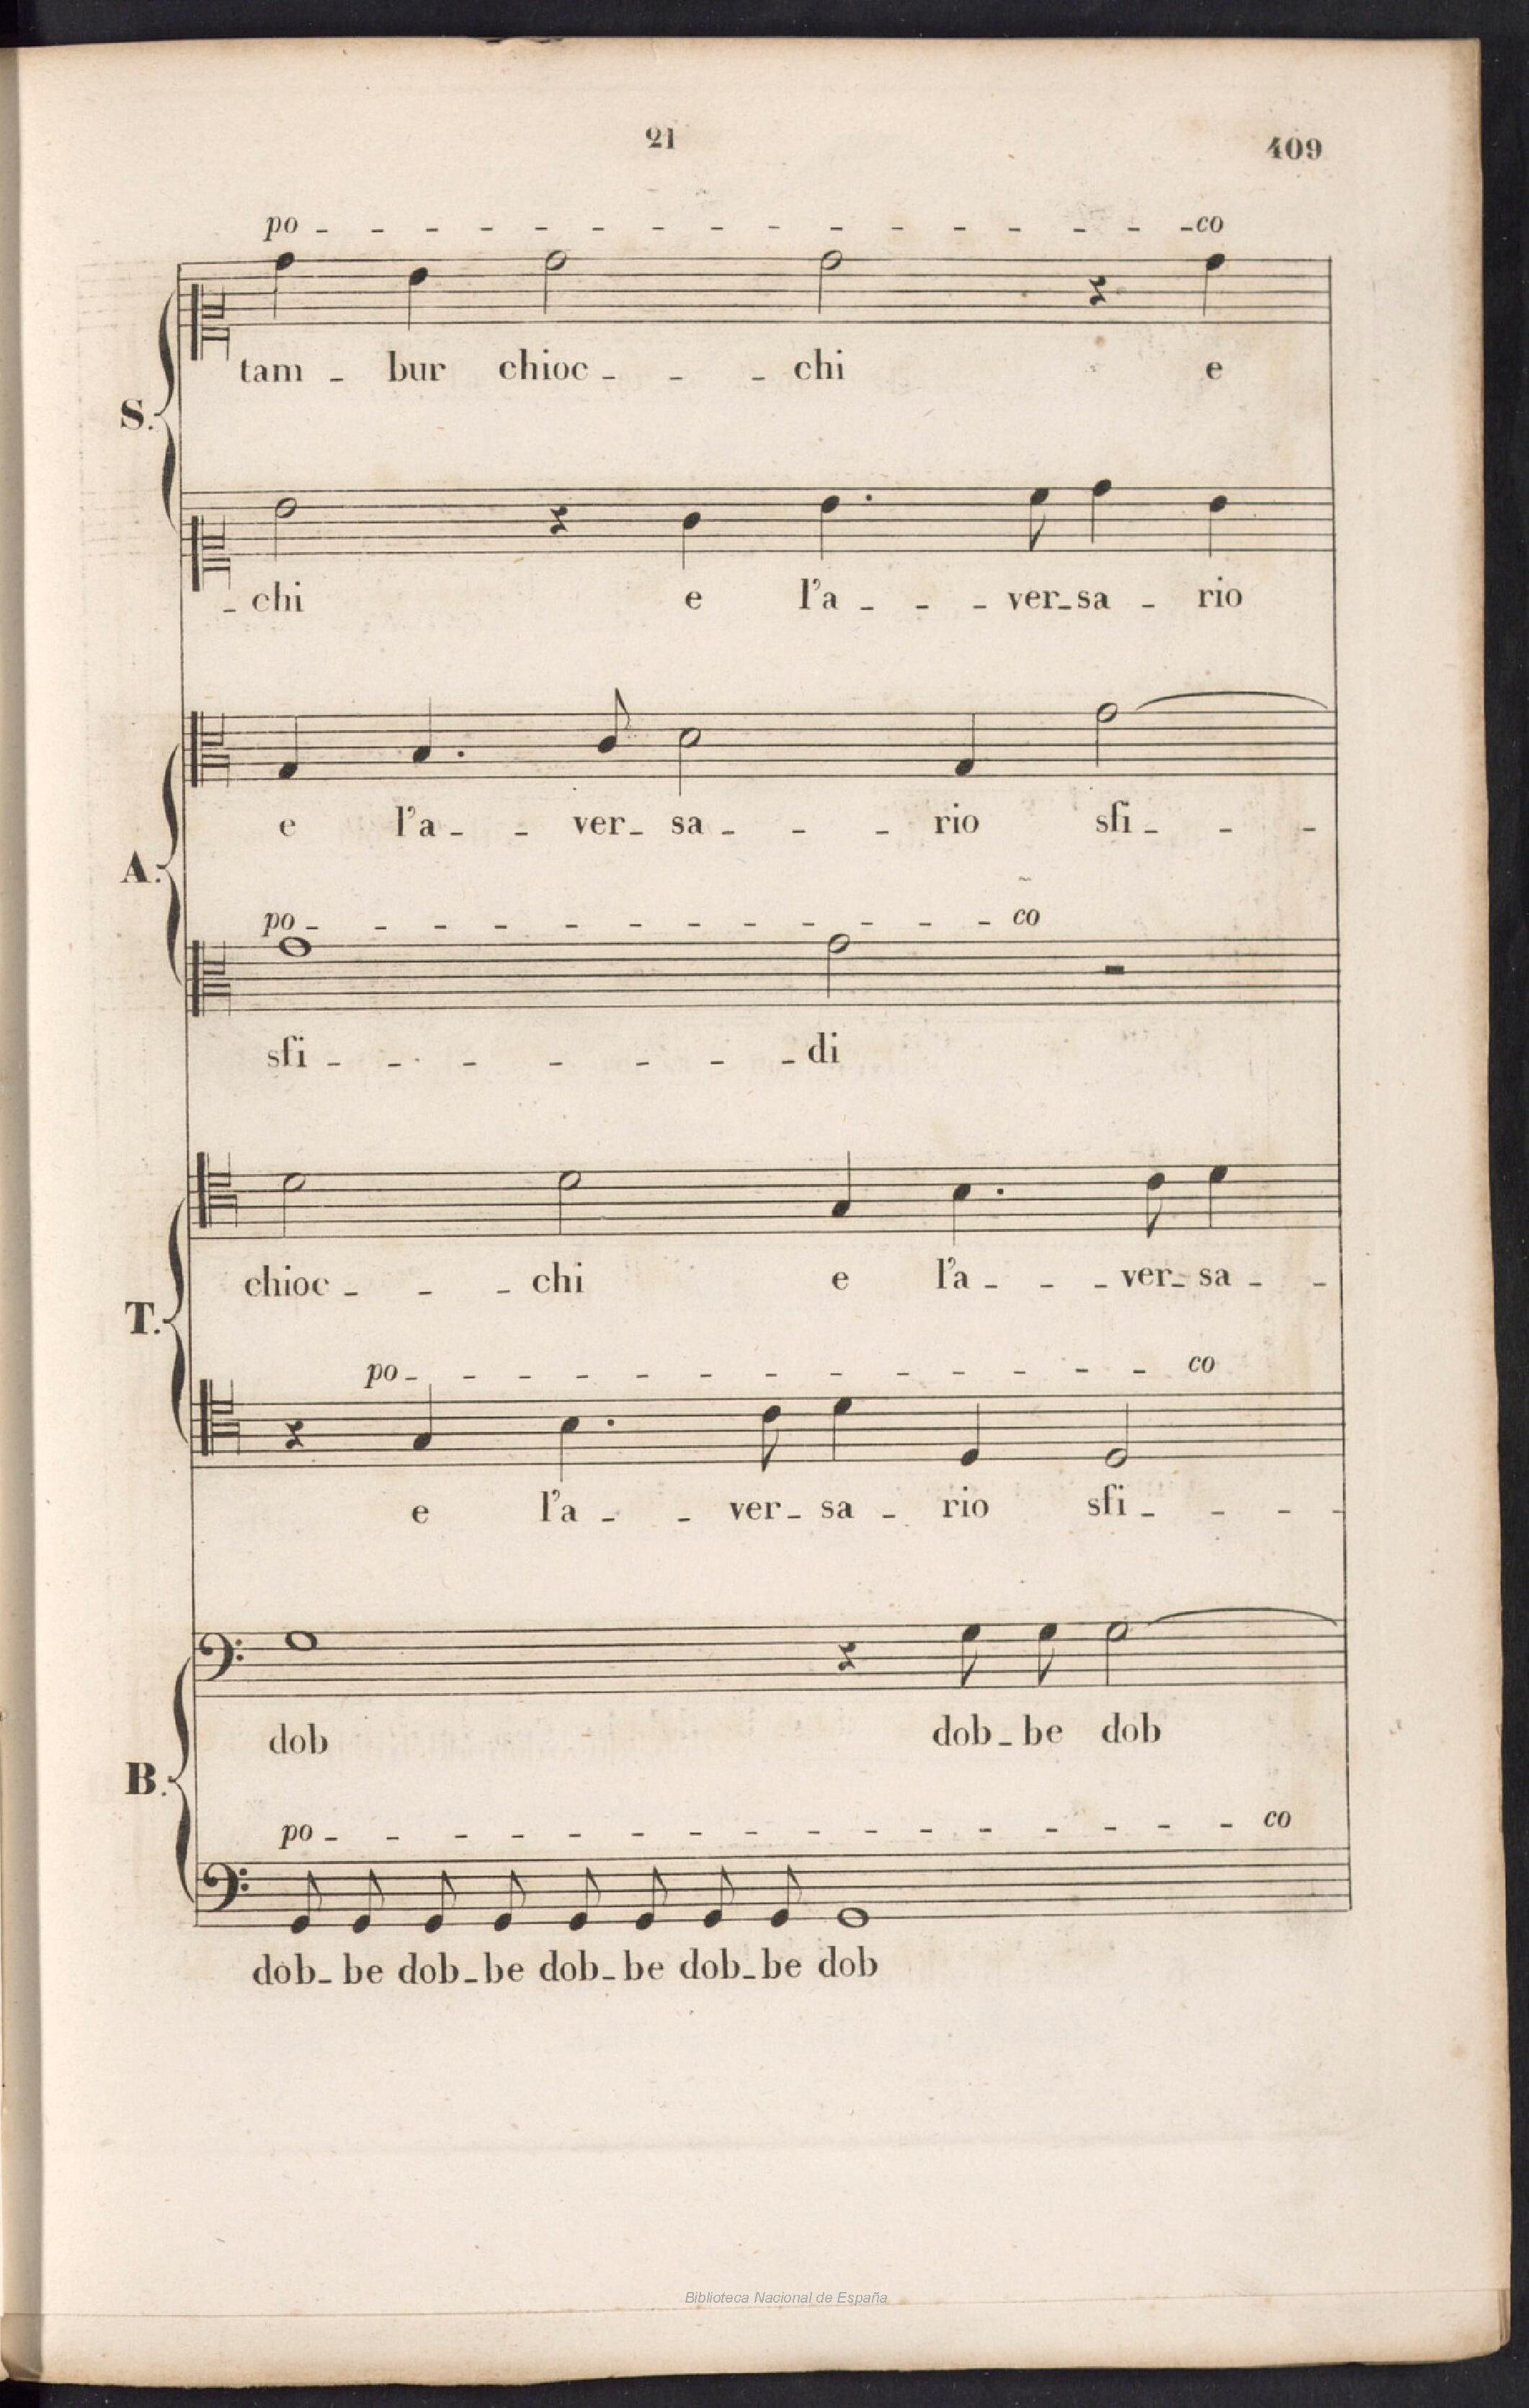 21
409
po - - - - - - - - - - - - - - -co
S.
tam - bur chioc - - - chi e
- chi e l'a - - - ver - sa - rio
A.
e l'a - - ver - sa - - - rio sfi - - -
po - - - - - - - - - - - co
sfi - - - - - - - di
T.
chioc - - - chi e l'a - - - ver - sa - -
po - - - - - - - - - - co
e l'a - - ver - sa - rio sfi - - - -
B.
dob dob - be dob
po - - - - - - - - - - - - - - co
dob - be dob - be dob - be dob - be dob
Biblioteca Nacional de España